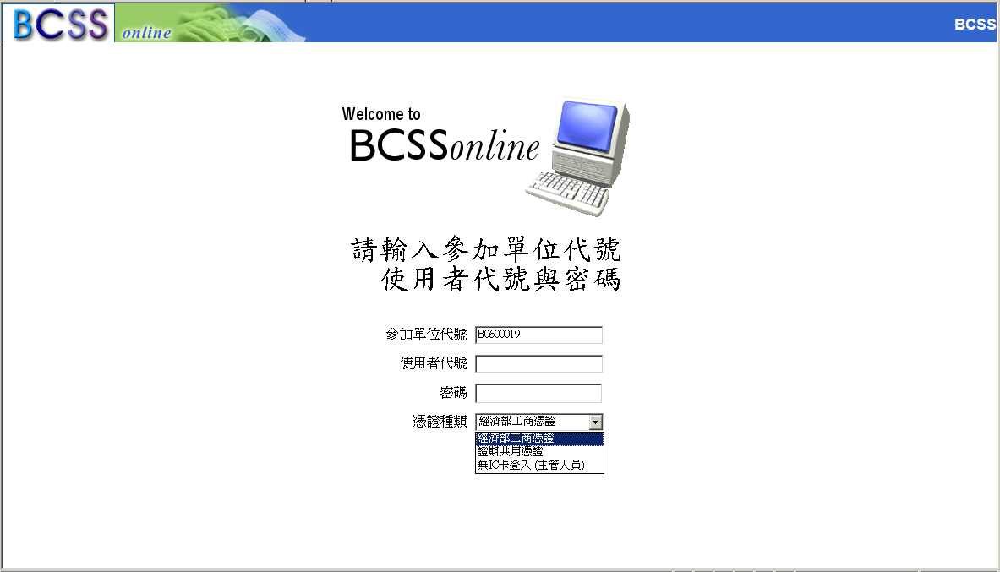 BCSS online
BCSS
Welcome to
BCSSonline
請輸入參加單位代號
使用者代號與密碼
參加單位代號 B0600019
使用者代號
密碼
憑證種類 經濟部工商憑證
經濟部工商憑證
證期共用憑證
無IC卡登入 (主管人員)